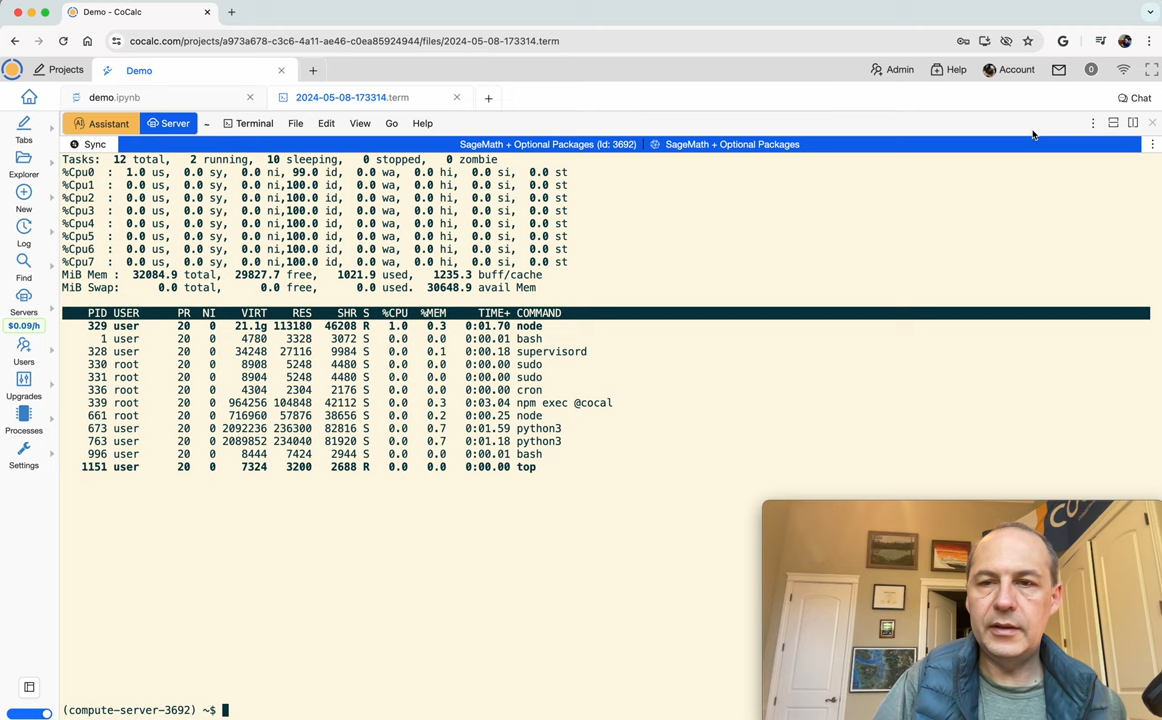 Demo - CoCalc
cocalc.com/projects/a973a678-c3c6-4a11-ae46-c0ea85924944/files/2024-05-08-173314.term
Projects
Demo
Admin
Help
Account
0
demo.ipynb
2024-05-08-173314.term
Chat
Tabs
Explorer
New
Log
Find
Servers
$0.09/h
Users
Upgrades
Processes
Settings
Assistant
Server
Terminal
File
Edit
View
Go
Help
Sync
SageMath + Optional Packages (Id: 3692)
SageMath + Optional Packages
Tasks: 12 total, 2 running, 10 sleeping, 0 stopped, 0 zombie
%Cpu0 : 1.0 us, 0.0 sy, 0.0 ni, 99.0 id, 0.0 wa, 0.0 hi, 0.0 si, 0.0 st
%Cpu1 : 0.0 us, 0.0 sy, 0.0 ni,100.0 id, 0.0 wa, 0.0 hi, 0.0 si, 0.0 st
%Cpu2 : 0.0 us, 0.0 sy, 0.0 ni,100.0 id, 0.0 wa, 0.0 hi, 0.0 si, 0.0 st
%Cpu3 : 0.0 us, 0.0 sy, 0.0 ni,100.0 id, 0.0 wa, 0.0 hi, 0.0 si, 0.0 st
%Cpu4 : 0.0 us, 0.0 sy, 0.0 ni,100.0 id, 0.0 wa, 0.0 hi, 0.0 si, 0.0 st
%Cpu5 : 0.0 us, 0.0 sy, 0.0 ni,100.0 id, 0.0 wa, 0.0 hi, 0.0 si, 0.0 st
%Cpu6 : 0.0 us, 0.0 sy, 0.0 ni,100.0 id, 0.0 wa, 0.0 hi, 0.0 si, 0.0 st
%Cpu7 : 0.0 us, 0.0 sy, 0.0 ni,100.0 id, 0.0 wa, 0.0 hi, 0.0 si, 0.0 st
MiB Mem : 32084.9 total, 29827.7 free, 1021.9 used, 1235.3 buff/cache
MiB Swap: 0.0 total, 0.0 free, 0.0 used. 30648.9 avail Mem
PID USER PR NI VIRT RES SHR S %CPU %MEM TIME+ COMMAND
329 user 20 0 21.1g 113180 46208 R 1.0 0.3 0:01.70 node
1 user 20 0 4780 3328 3072 S 0.0 0.0 0:00.01 bash
328 user 20 0 34248 27116 9984 S 0.0 0.1 0:00.18 supervisord
330 root 20 0 8908 5248 4480 S 0.0 0.0 0:00.00 sudo
331 root 20 0 8904 5248 4480 S 0.0 0.0 0:00.00 sudo
336 root 20 0 4304 2304 2176 S 0.0 0.0 0:00.00 cron
339 root 20 0 964256 104848 42112 S 0.0 0.3 0:03.04 npm exec @cocal
661 root 20 0 716960 57876 38656 S 0.0 0.2 0:00.25 node
673 user 20 0 2092236 236300 82816 S 0.0 0.7 0:01.59 python3
763 user 20 0 2089852 234040 81920 S 0.0 0.7 0:01.18 python3
996 user 20 0 8444 7424 2944 S 0.0 0.0 0:00.01 bash
1151 user 20 0 7324 3200 2688 R 0.0 0.0 0:00.00 top
(compute-server-3692) ~$